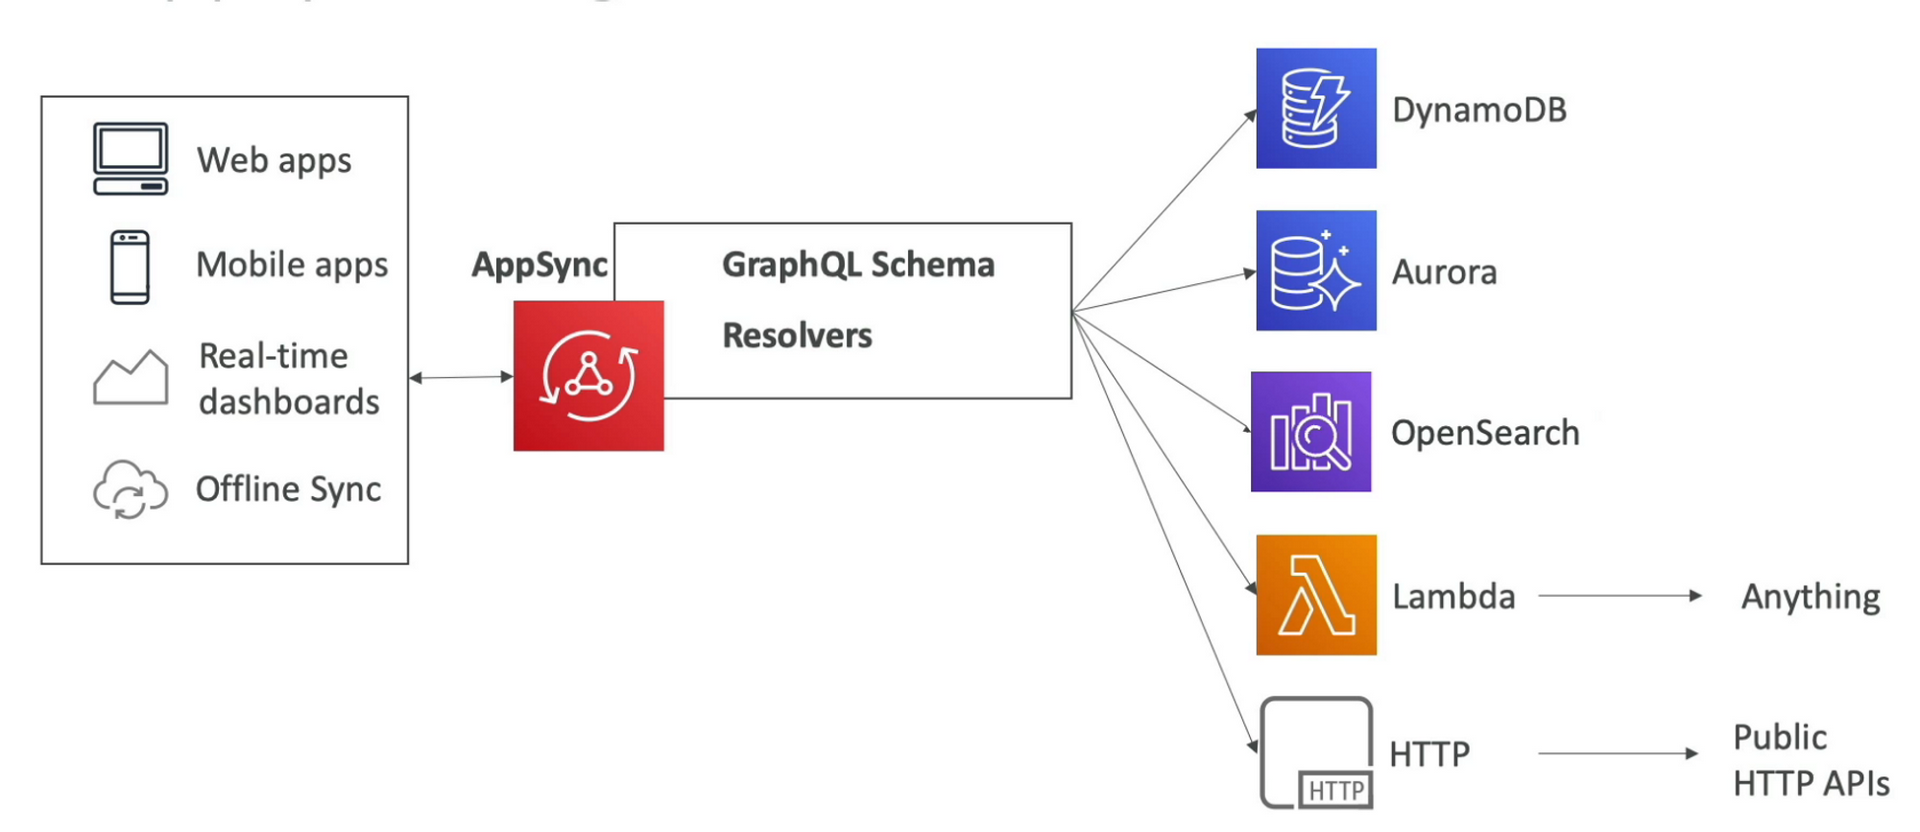 Web apps
Mobile apps
Real-time
dashboards
Offline Sync
AppSync
GraphQL Schema
Resolvers
DynamoDB
Aurora
OpenSearch
Lambda
Anything
HTTP
HTTP
Public
HTTP APIs